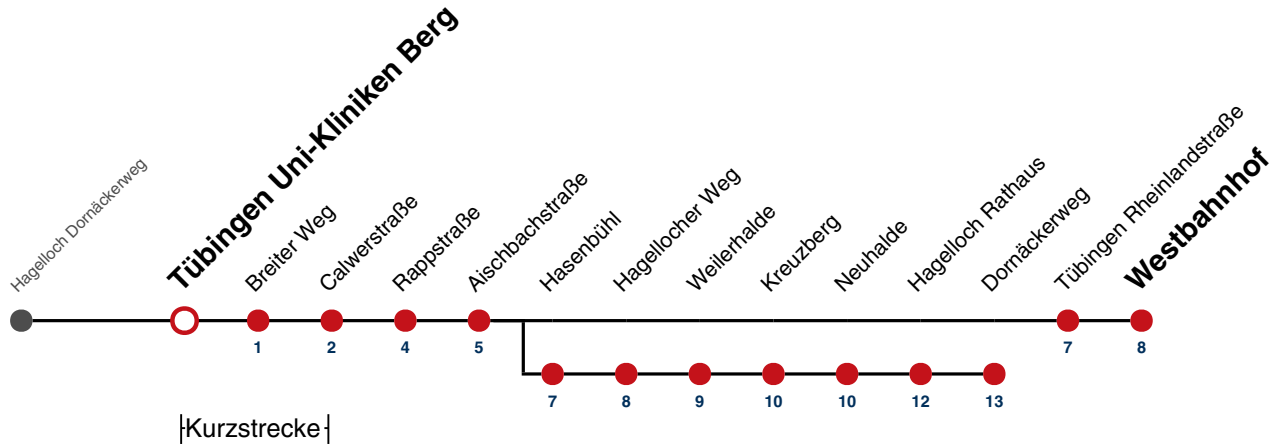 Hagelloch Dornäckerweg
Tübingen Uni-Kliniken Berg
Breiter Weg
Calwerstraße
Rappstraße
Aischbachstraße
Hasenbühl
Hagellocher Weg
Weilerhalde
Kreuzberg
Neuhalde
Hagelloch Rathaus
Dornäckerweg
Tübingen Rheinlandstraße
Westbahnhof
1 2 4 5 7 8
7 8 9 10 10 12 13
Kurzstrecke